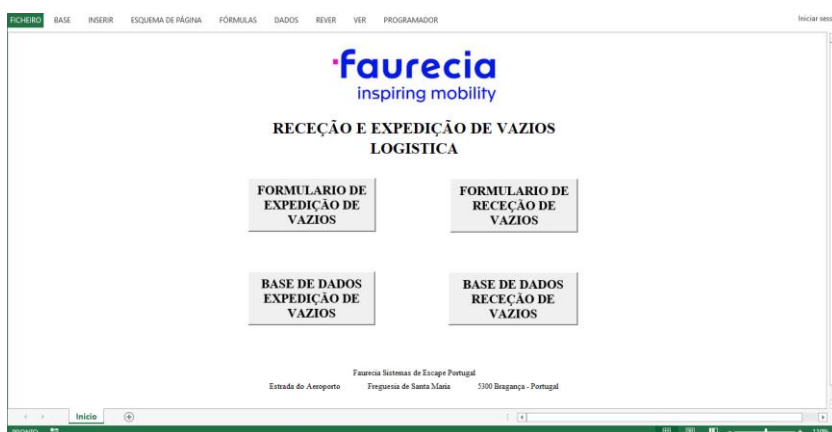 FICHEIRO BASE INSERIR ESQUEMA DE PÁGINA FÓRMULAS DADOS REVER VER PROGRAMADOR Iniciar sess
faurecia
inspiring mobility
RECEÇÃO E EXPEDIÇÃO DE VAZIOS
LOGISTICA
FORMULARIO DE
EXPEDIÇÃO DE
VAZIOS
FORMULARIO DE
RECEÇÃO DE
VAZIOS
BASE DE DADOS
EXPEDIÇÃO DE
VAZIOS
BASE DE DADOS
RECEÇÃO DE
VAZIOS
Faurecia Sistemas de Escape Portugal
Estrada do Aeroporto Freguesia de Santa Maria 5300 Bragança - Portugal
Inicio
PRONTO 110%